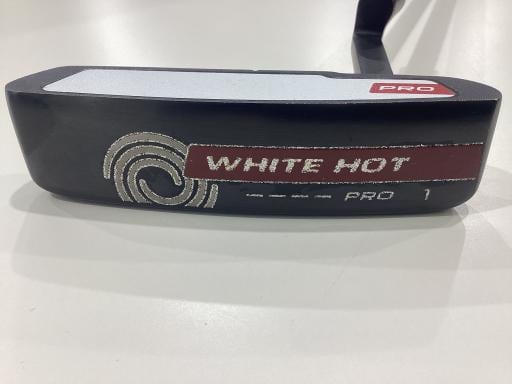 PRO
WHITE HOT
---- PRO 1